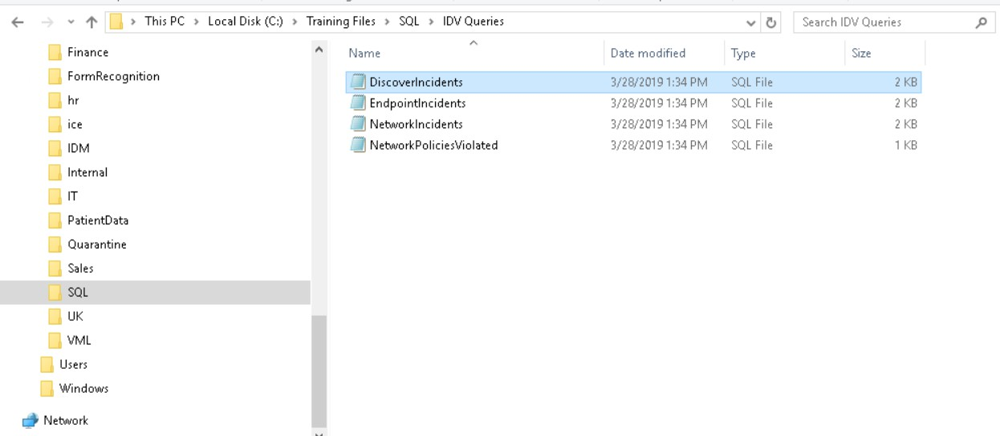 This PC > Local Disk (C:) > Training Files > SQL > IDV Queries
Search IDV Queries
Finance
FormRecognition
hr
ice
IDM
Internal
IT
PatientData
Quarantine
Sales
SQL
UK
VML
Users
Windows
Network
Name Date modified Type Size
DiscoverIncidents 3/28/2019 1:34 PM SQL File 2 KB
EndpointIncidents 3/28/2019 1:34 PM SQL File 2 KB
NetworkIncidents 3/28/2019 1:34 PM SQL File 2 KB
NetworkPoliciesViolated 3/28/2019 1:34 PM SQL File 1 KB